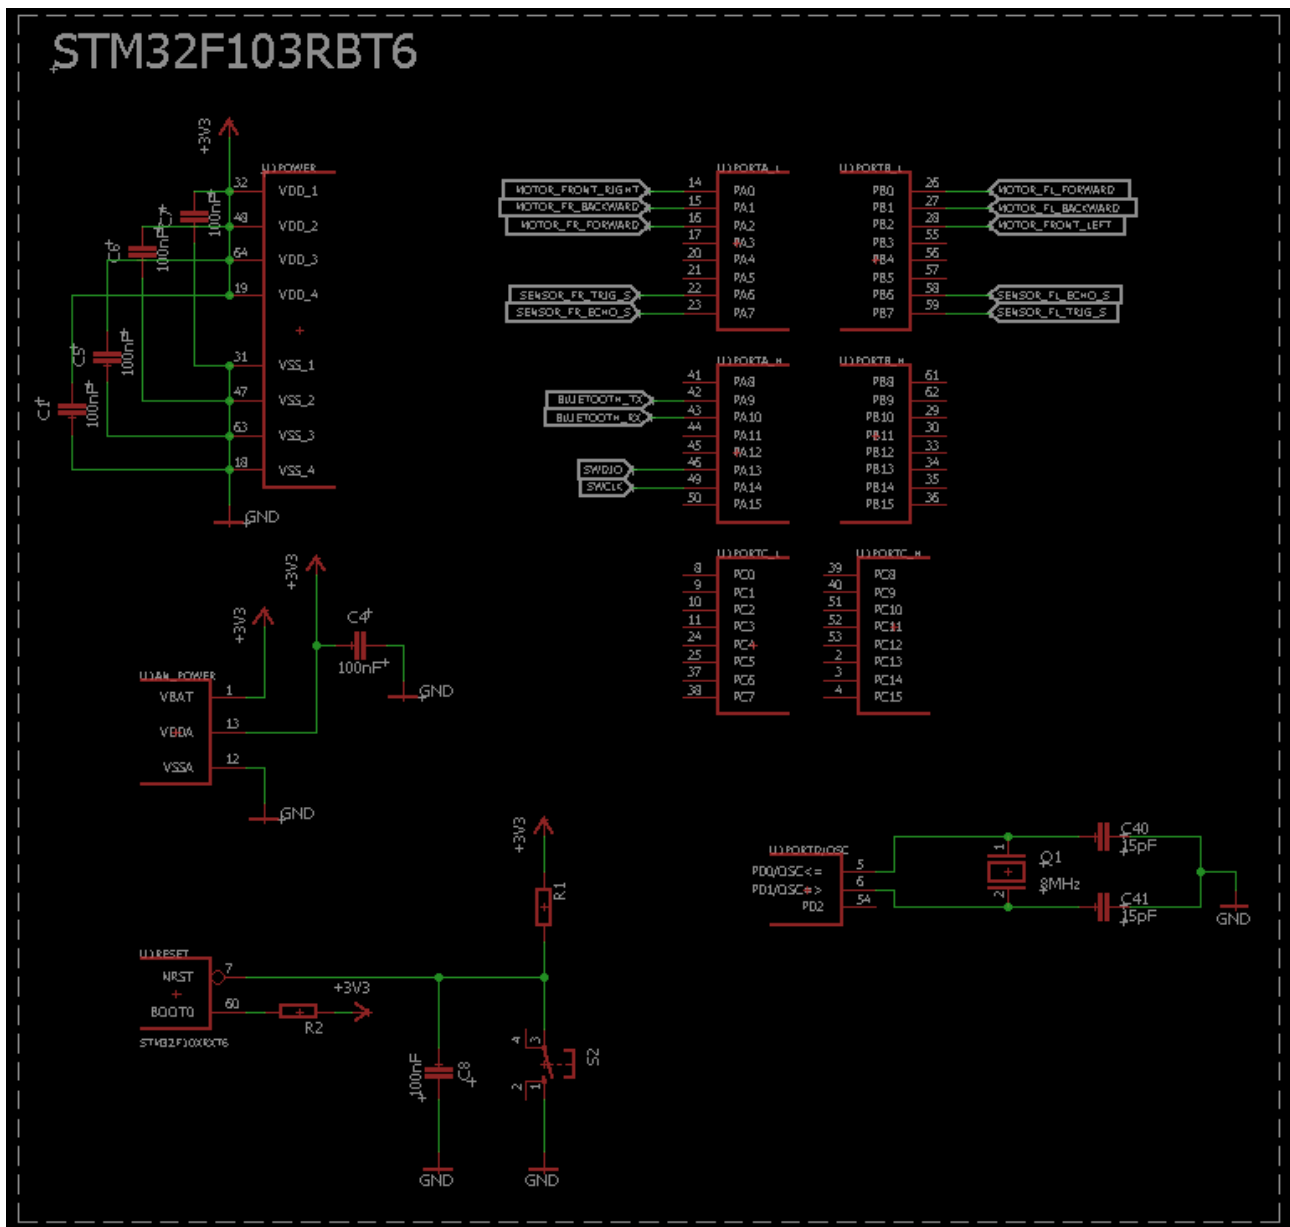 STM32F103RBT6
+3V3
U1POWER
32 VDD_1
48 VDD_2
64 VDD_3
19 VDD_4
31 VSS_1
47 VSS_2
63 VSS_3
18 VSS_4
C7
100nF
C6
100nF
C5
100nF
C1
100nF
GND
U1PORTA_L
MOTOR_FRONT_RIGHT 14 PA0
MOTOR_FR_BACKWARD 15 PA1
MOTOR_FR_FORWARD 16 PA2
17 PA3
20 PA4
21 PA5
SENSOR_FR_TRIG_S 22 PA6
SENSOR_FR_ECHO_S 23 PA7
U1PORTB_L
PB0 26 MOTOR_FL_FORWARD
PB1 27 MOTOR_FL_BACKWARD
PB2 28 MOTOR_FRONT_LEFT
PB3 55
PB4 56
PB5 57
PB6 58 SENSOR_FL_ECHO_S
PB7 59 SENSOR_FL_TRIG_S
U1PORTA_H
41 PA8
BLUETOOTH_TX 42 PA9
BLUETOOTH_RX 43 PA10
44 PA11
45 PA12
SWDIO 46 PA13
SWCLK 49 PA14
50 PA15
U1PORTB_H
PB8 61
PB9 62
PB10 29
PB11 30
PB12 33
PB13 34
PB14 35
PB15 36
U1PORTC_L
8 PC0
9 PC1
10 PC2
11 PC3
24 PC4
25 PC5
37 PC6
38 PC7
U1PORTC_H
39 PC8
40 PC9
51 PC10
52 PC11
53 PC12
2 PC13
3 PC14
4 PC15
+3V3
+3V3
C4
100nF
GND
U1AN_POWER
VBAT 1
VDDA 13
VSSA 12
GND
U1PORTD/OSC
PD0/OSC<= 5
PD1/OSC=> 6
PD2 54
1
Q1
8MHz
2
C40
15pF
C41
15pF
GND
+3V3
R1
U1RESET
NRST 7
BOOT0 60
STM32F10XRXT6
R2
+3V3
100nF
C8
GND
4 3
2 1
S2
GND